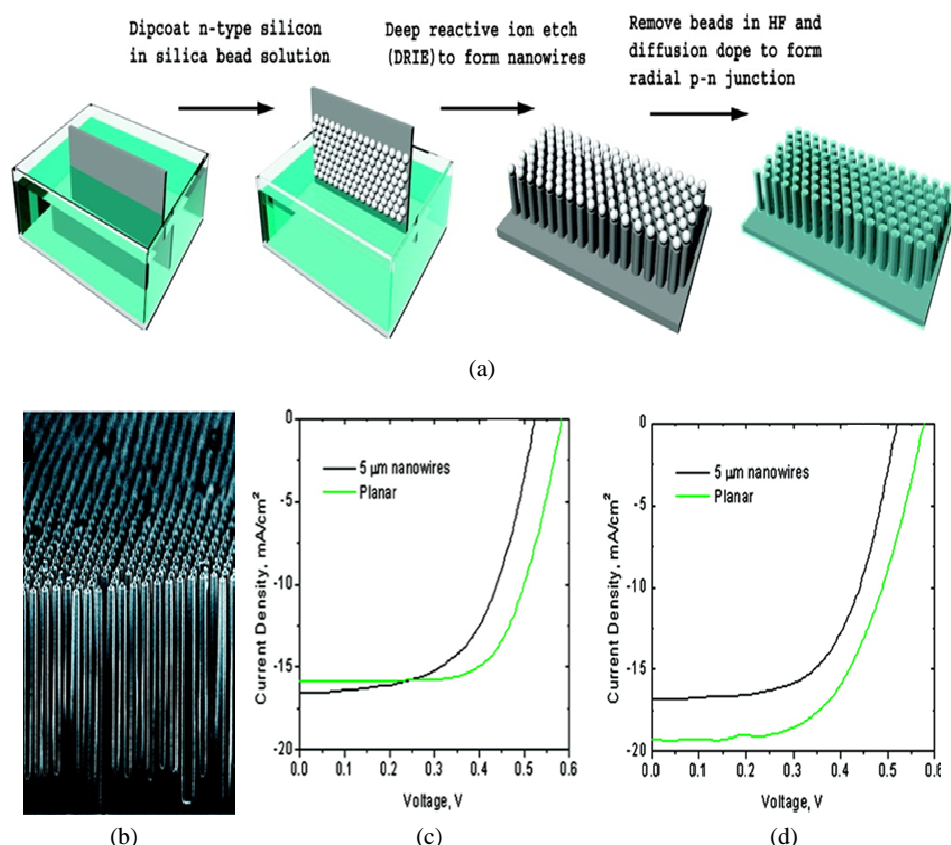 Dipcoat n-type silicon
in silica bead solution
Deep reactive ion etch
(DRIE)to form nanowires
Remove beads in HF and
diffusion dope to form
radial p-n junction
(a)
(b)
0
-5
-10
-15
-20
Current Density, mA/cm²
5 µm nanowires
Planar
0.0 0.1 0.2 0.3 0.4 0.5 0.6
Voltage, V
(c)
0
-5
-10
-15
-20
Current Density, mA/cm²
5 µm nanowires
Planar
0.0 0.1 0.2 0.3 0.4 0.5 0.6
Voltage, V
(d)